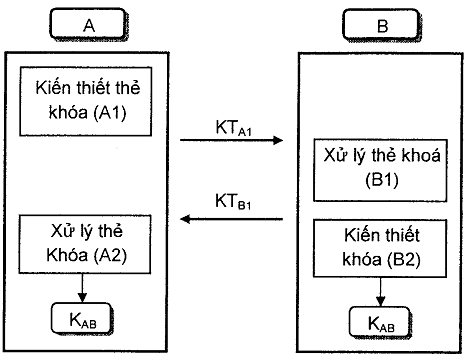 A
B
Kiến thiết thẻ
khóa (A1)
KTA1
Xử lý thẻ khoá
(B1)
KTB1
Xử lý thẻ
Khóa (A2)
Kiến thiết
khóa (B2)
KAB
KAB